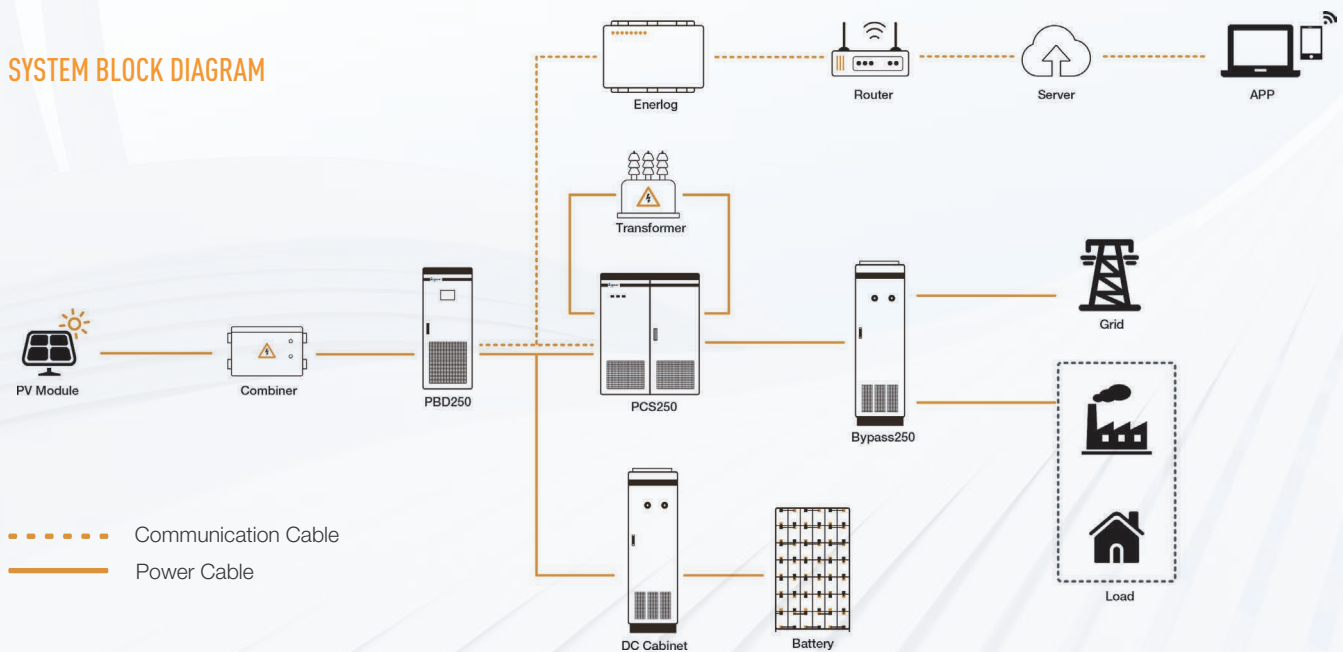 SYSTEM BLOCK DIAGRAM
Enerlog
Router
Server
APP
Transformer
Grid
PV Module
Combiner
PBD250
PCS250
Bypass250
Communication Cable
Power Cable
Load
DC Cabinet
Battery